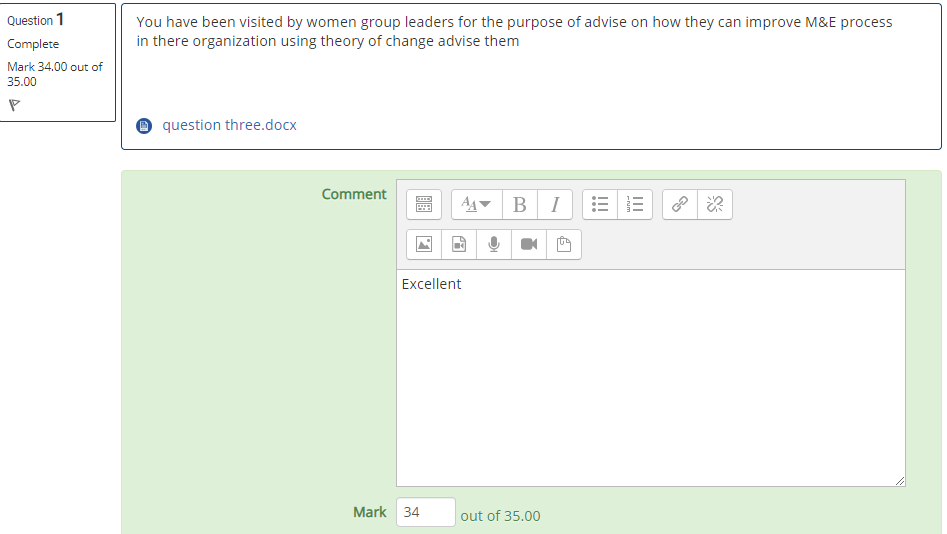 Question 1
Complete
Mark 34.00 out of
35.00
You have been visited by women group leaders for the purpose of advise on how they can improve M&E process
in there organization using theory of change advise them
question three.docx
Comment
Excellent
Mark 34 out of 35.00